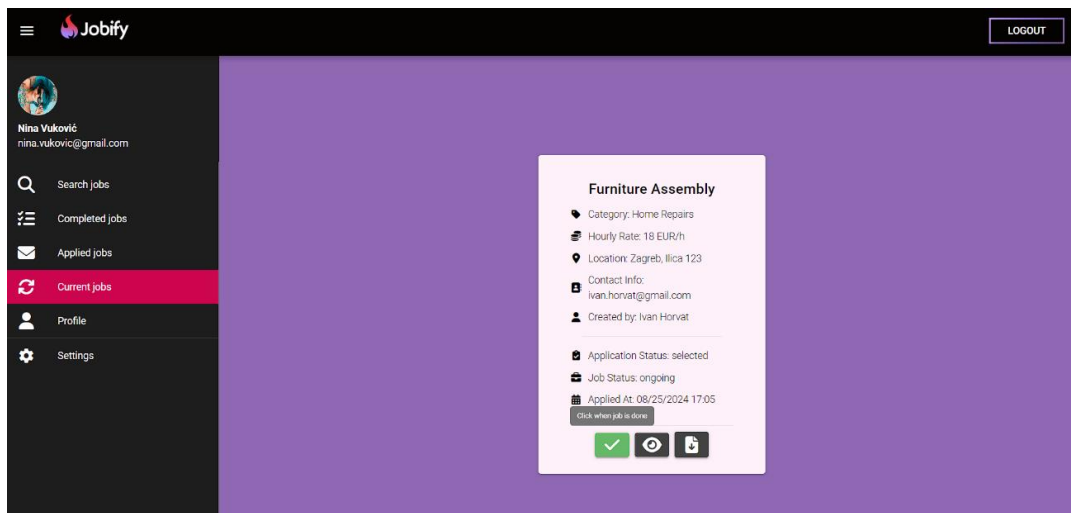 Jobify
LOGOUT
Nina Vuković
nina.vukovic@gmail.com
Search jobs
Completed jobs
Applied jobs
Current jobs
Profile
Settings
Furniture Assembly
Category: Home Repairs
Hourly Rate: 18 EUR/h
Location: Zagreb, Ilica 123
Contact Info:
ivan.horvat@gmail.com
Created by: Ivan Horvat
Application Status: selected
Job Status: ongoing
Applied At: 08/25/2024 17:05
Click when job is done